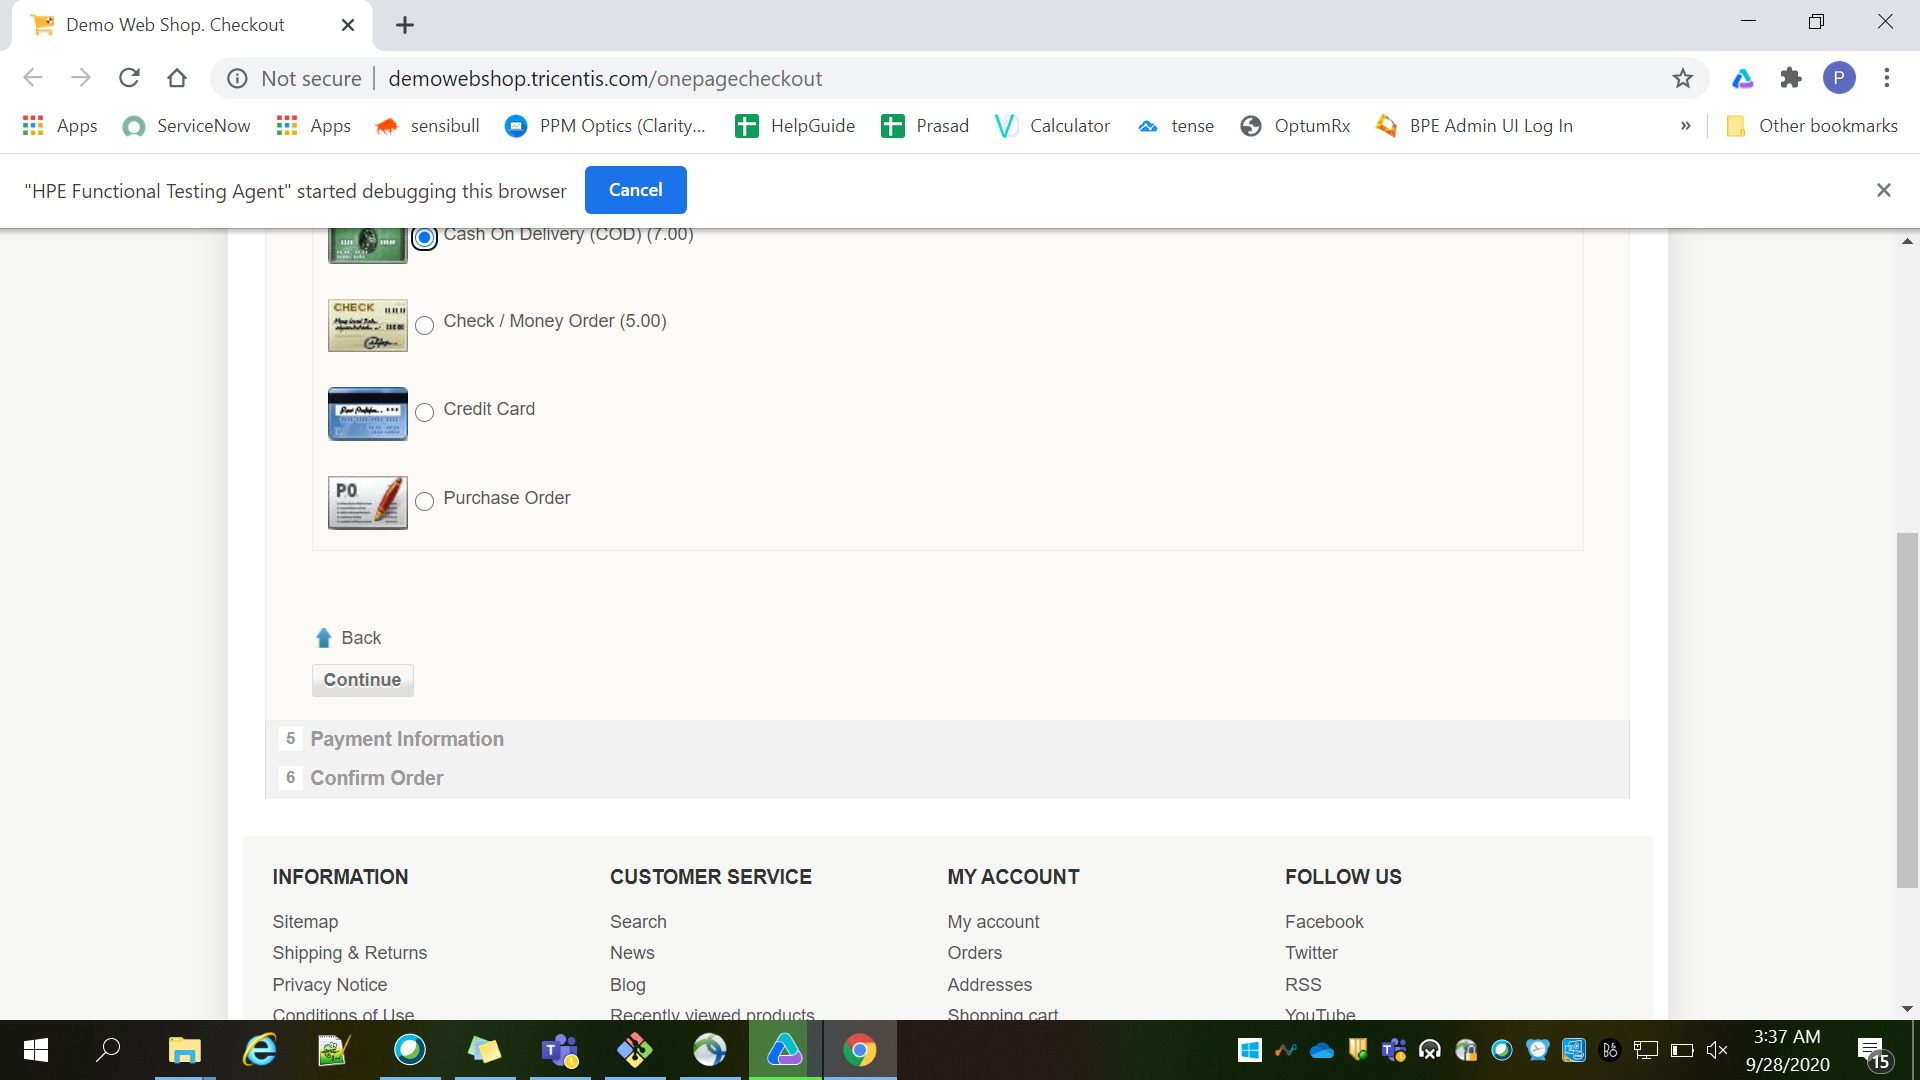 Demo Web Shop. Checkout
Not secure
demowebshop.tricentis.com/onepagecheckout
P
Apps
ServiceNow
Apps
sensibull
PPM Optics (Clarity...
HelpGuide
Prasad
Calculator
tense
OptumRx
BPE Admin UI Log In
»
Other bookmarks
"HPE Functional Testing Agent" started debugging this browser
Cancel
Cash On Delivery (COD) (7.00)
CHECK
Check / Money Order (5.00)
Credit Card
P.O.
Purchase Order
Back
Continue
5 Payment Information
6 Confirm Order
INFORMATION
Sitemap
Shipping & Returns
Privacy Notice
Conditions of Use
CUSTOMER SERVICE
Search
News
Blog
Recently viewed products
MY ACCOUNT
My account
Orders
Addresses
Shopping cart
FOLLOW US
Facebook
Twitter
RSS
YouTube
3:37 AM
9/28/2020
15